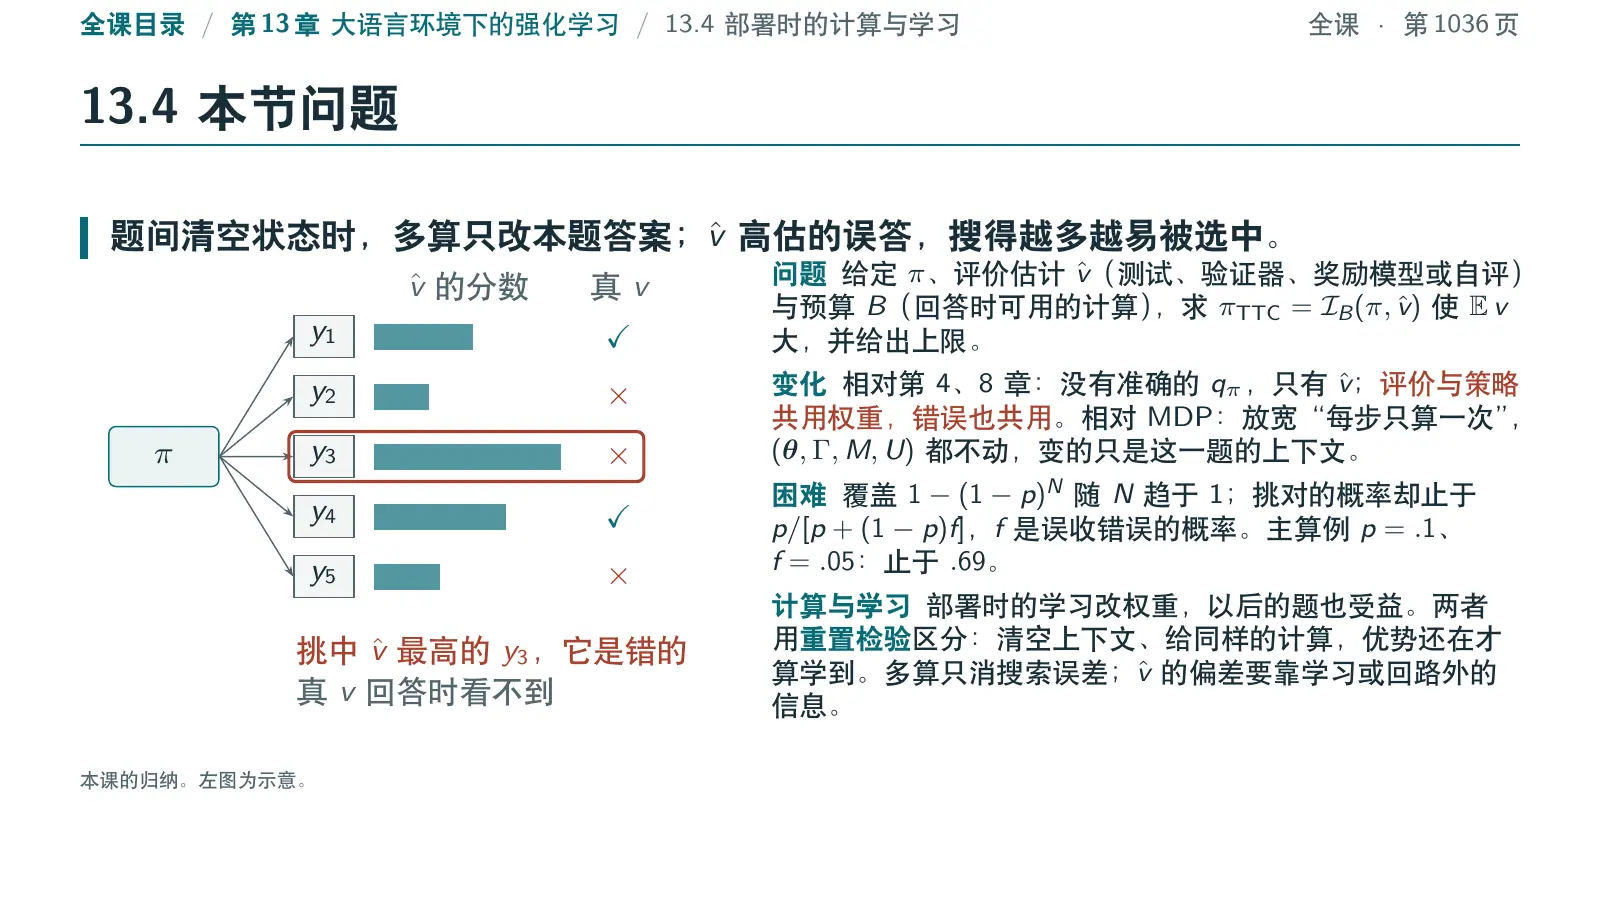 全课目录 / 第 13 章 大语言环境下的强化学习 / 13.4 部署时的计算与学习
全课 · 第 1036 页
13.4 本节问题
题间清空状态时，多算只改本题答案；v̂ 高估的误答，搜得越多越易被选中。
v̂ 的分数 真 v
π
y₁ ✓
y₂ ×
y₃ ×
y₄ ✓
y₅ ×
挑中 v̂ 最高的 y₃，它是错的
真 v 回答时看不到
问题 给定 π、评价估计 v̂（测试、验证器、奖励模型或自评）
与预算 B（回答时可用的计算），求 π_TTC = ℐ_B(π, v̂) 使 𝔼 v
大，并给出上限。
变化 相对第 4、8 章：没有准确的 q_π，只有 v̂；评价与策略
共用权重，错误也共用。相对 MDP：放宽“每步只算一次”，
(θ, Γ, M, U) 都不动，变的只是这一题的上下文。
困难 覆盖 1 − (1 − p)^N 随 N 趋于 1；挑对的概率却止于
p/[p + (1 − p)f]，f 是误收错误的概率。主算例 p = .1、
f = .05：止于 .69。
计算与学习 部署时的学习改权重，以后的题也受益。两者
用重置检验区分：清空上下文、给同样的计算，优势还在才
算学到。多算只消搜索误差；v̂ 的偏差要靠学习或回路外的
信息。
本课的归纳。左图为示意。